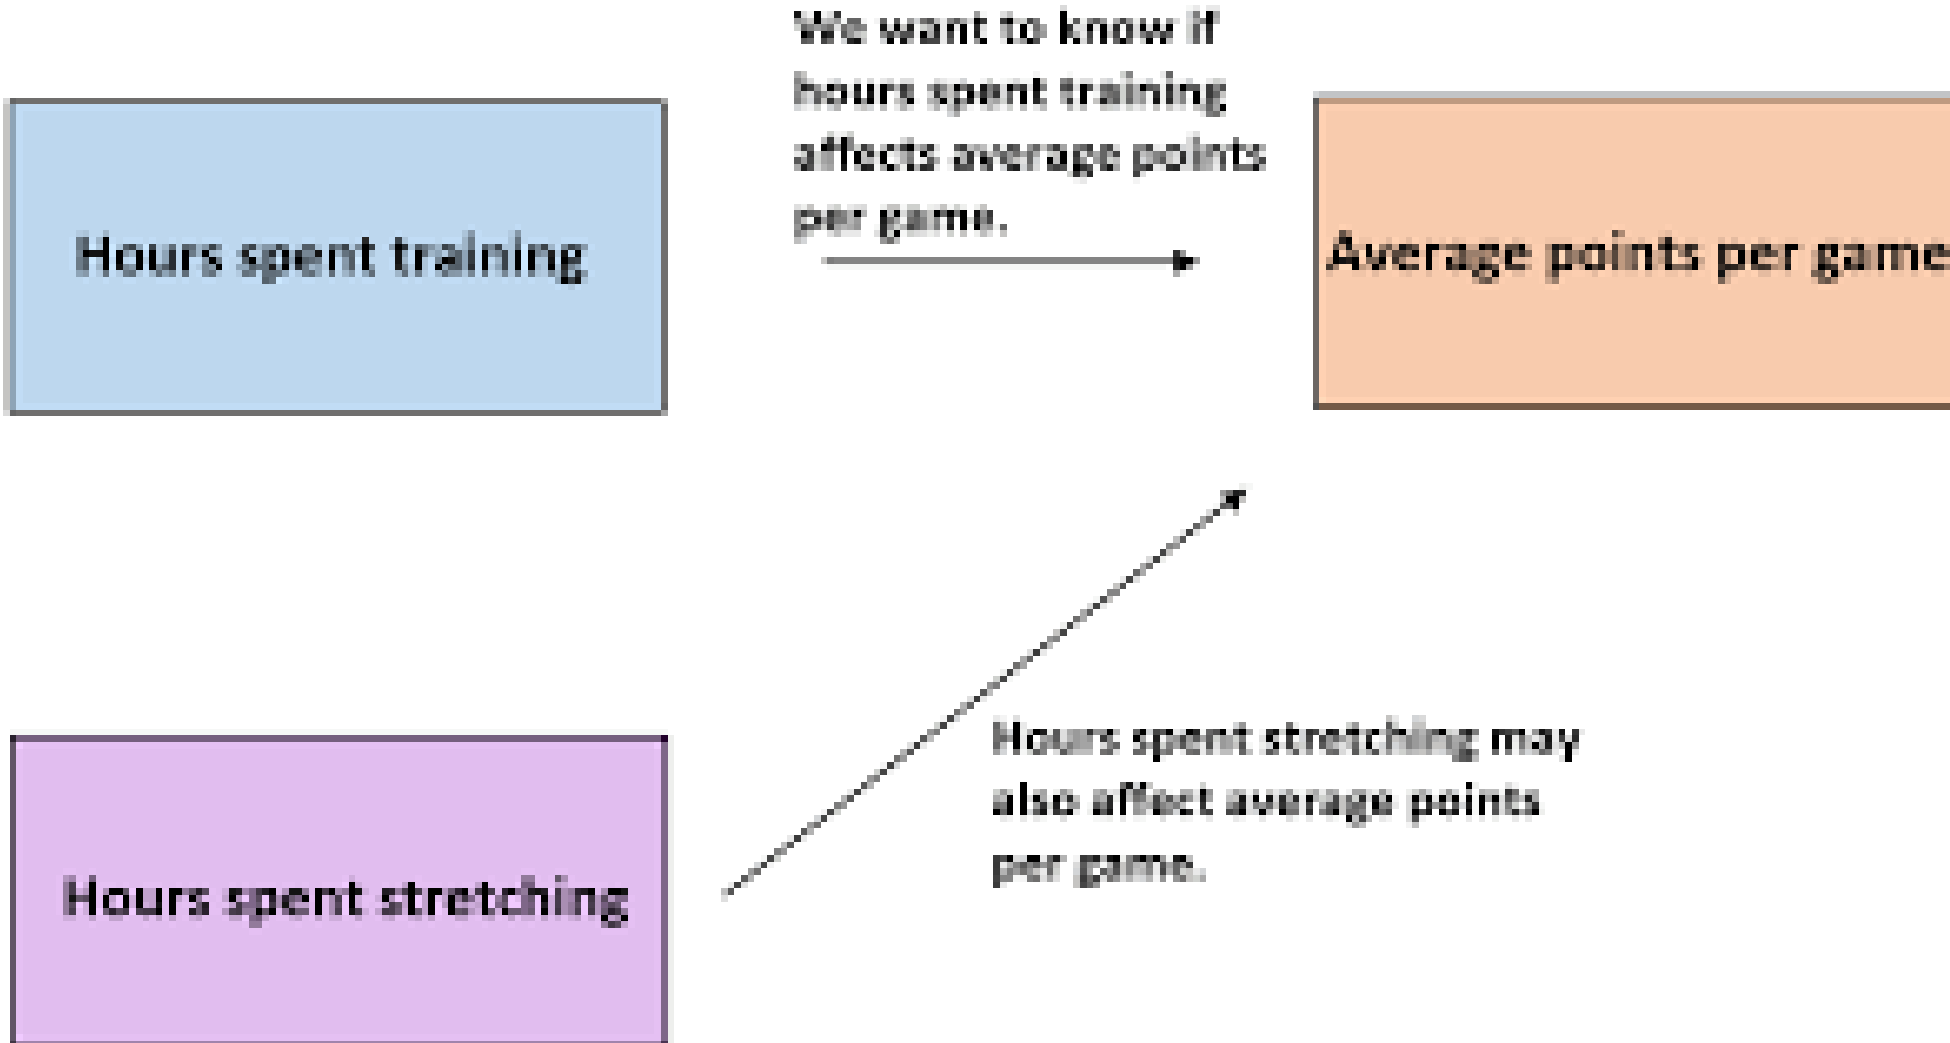 We want to know if
hours spent training
affects average points
per game.
Hours spent training
Average points per game
Hours spent stretching may
also affect average points
per game.
Hours spent stretching